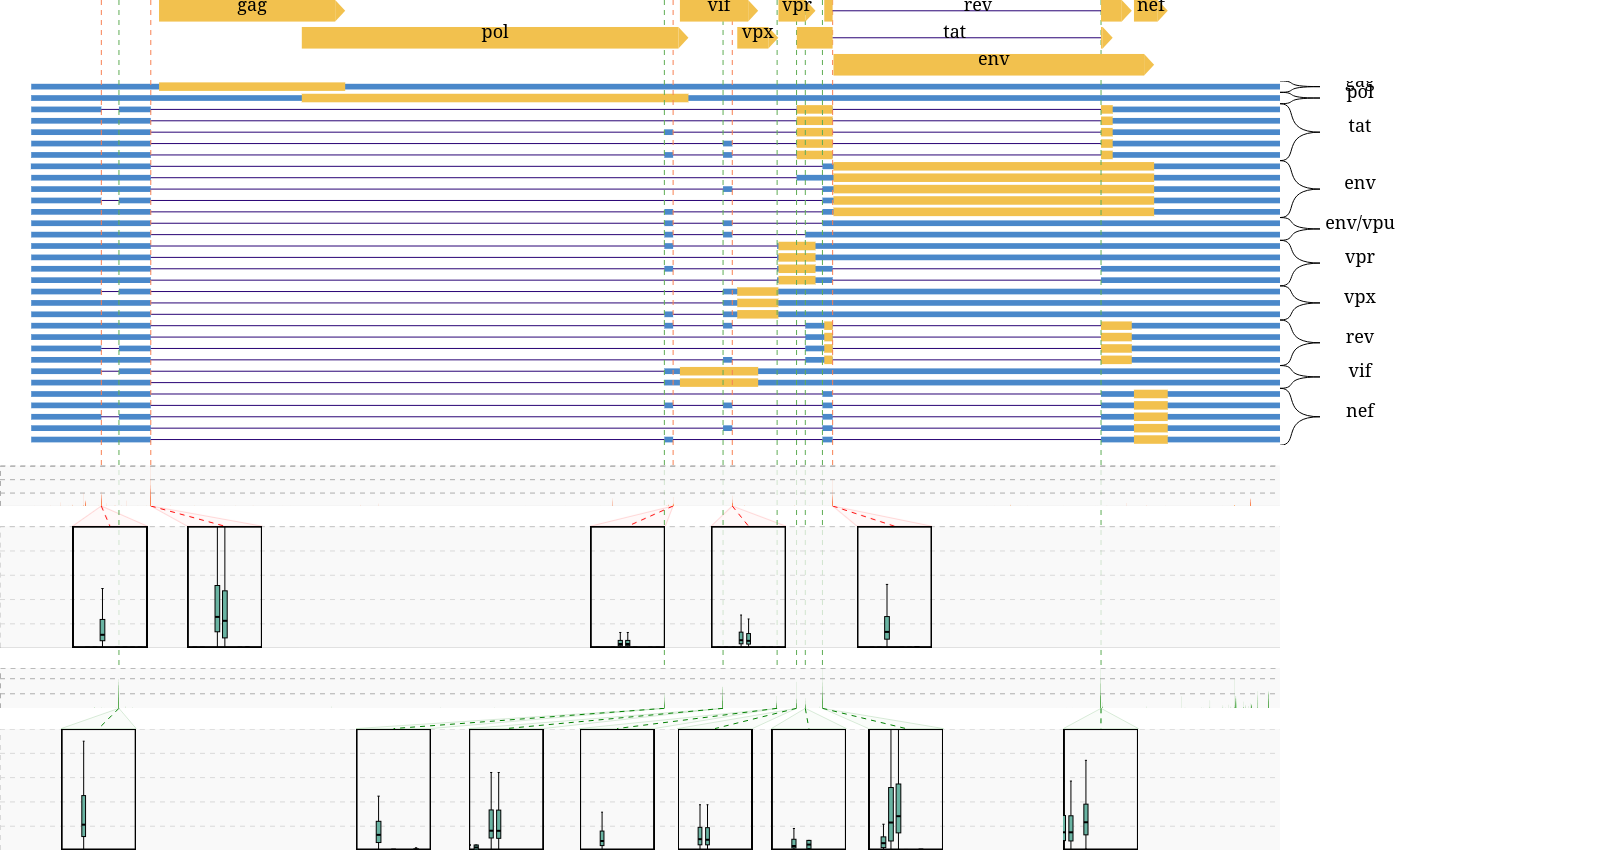 gag vif vpr rev nef
pol vpx tat
env
gag
pol
tat
env
env/vpu
vpr
vpx
rev
vif
nef